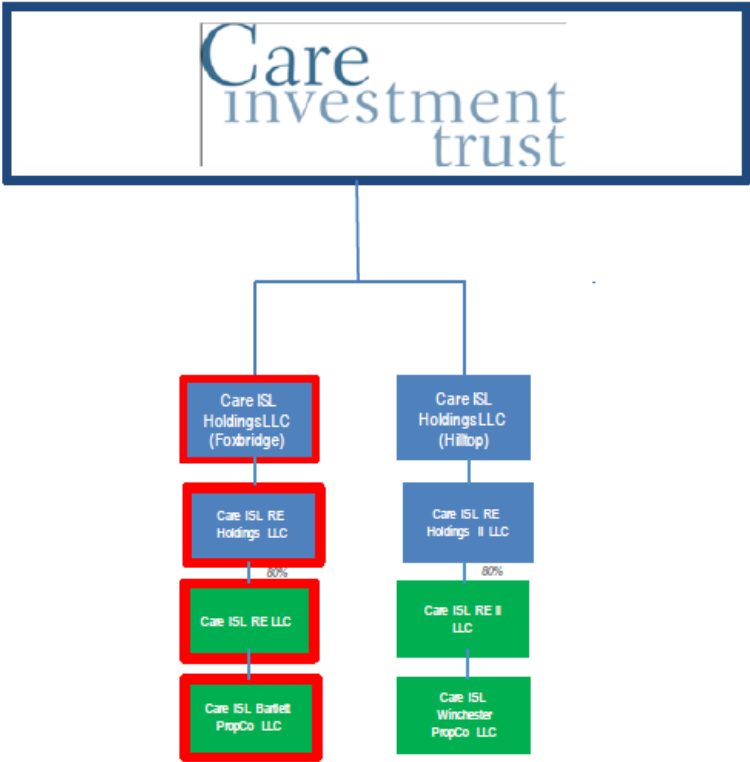 Care
investment
trust
Care ISL
HoldingsLLC
(Foxbridge)
Care ISL
HoldingsLLC
(Hilltop)
Care ISL RE
Holdings LLC
Care ISL RE
Holdings II LLC
80%
80%
Care ISL RE LLC
Care ISL RE II
LLC
Care ISL Bartlett
PropCo LLC
Care ISL
Winchester
PropCo LLC